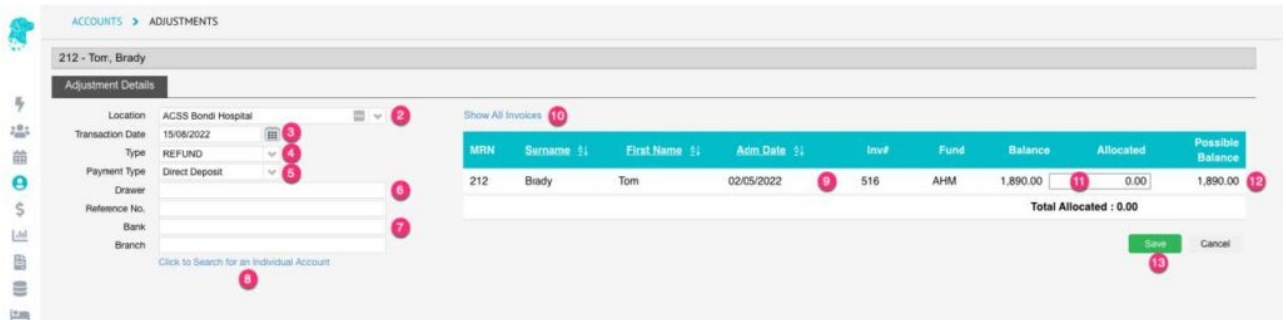 ACCOUNTS > ADJUSTMENTS
212 - Tom, Brady
Adjustment Details
Location ACSS Bondi Hospital 2
Transaction Date 15/08/2022 3
Type REFUND 4
Payment Type Direct Deposit 5
Drawer 6
Reference No.
Bank 7
Branch
Click to Search for an Individual Account
8
Show All Invoices 10
MRN Surname First Name Adm Date Inv# Fund Balance Allocated Possible Balance
212 Brady Tom 02/05/2022 9 516 AHM 1,890.00 11 0.00 1,890.00 12
Total Allocated : 0.00
Save Cancel
13